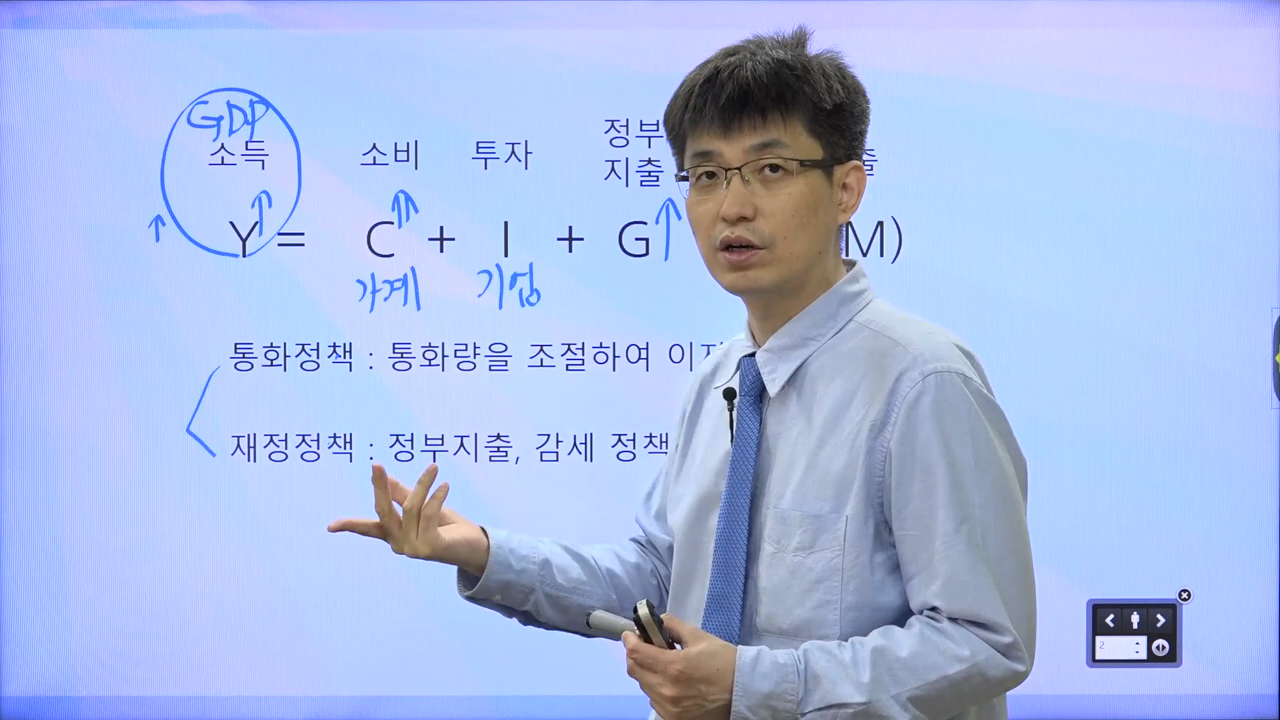 GDP
소득 소비 투자 정부
지출 출
Y = C + I + G M)
가계 기업
통화정책 : 통화량을 조절하여
재정정책 : 정부지출, 감세 정책
2